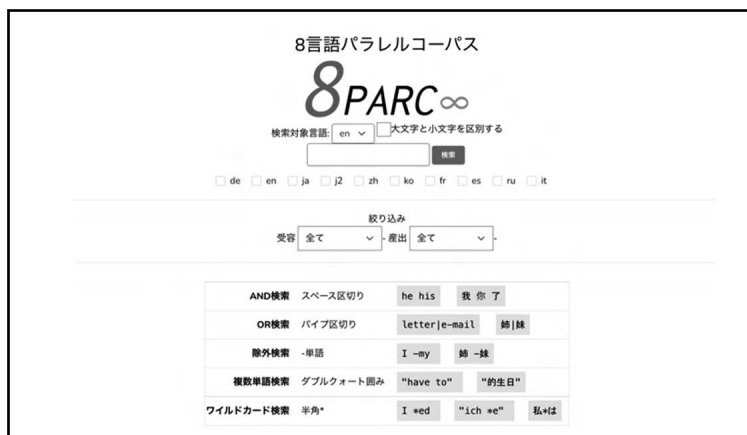 8言語パラレルコーパス
8PARC∞
検索対象言語: en 大文字と小文字を区別する
検索
de en ja j2 zh ko fr es ru it
絞り込み
受容 全て - 産出 全て -
AND検索 スペース区切り he his 我 你 了
OR検索 パイプ区切り letter|e-mail 姉|妹
除外検索 -単語 I -my 姉 -妹
複数単語検索 ダブルクォート囲み "have to" "的生日"
ワイルドカード検索 半角* I *ed "ich *e" 私*は